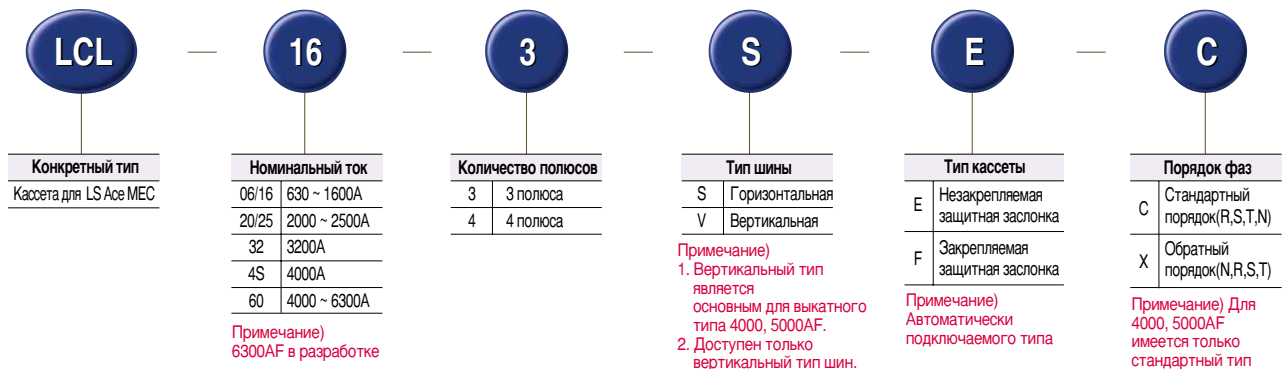 LCL — 16 — 3 — S — E — C
Конкретный тип
Кассета для LS Ace MEC
Номинальный ток
06/16 630 ~ 1600A
20/25 2000 ~ 2500A
32 3200A
4S 4000A
60 4000 ~ 6300A
Примечание)
6300AF в разработке
Количество полюсов
3 3 полюса
4 4 полюса
Тип шины
S Горизонтальная
V Вертикальная
Примечание)
1. Вертикальный тип
является
основным для выкатного
типа 4000, 5000AF.
2. Доступен только
вертикальный тип шин.
Тип кассеты
E Незакрепляемая
защитная заслонка
F Закрепляемая
защитная заслонка
Примечание)
Автоматически
подключаемого типа
Порядок фаз
C Стандартный
порядок(R,S,T,N)
X Обратный
порядок(N,R,S,T)
Примечание) Для
4000, 5000AF
имеется только
стандартный тип